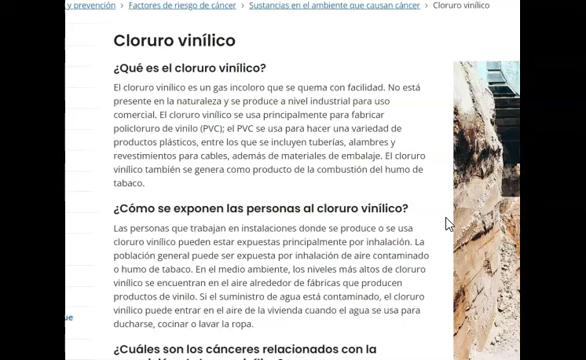 y prevención › Factores de riesgo de cáncer › Sustancias en el ambiente que causan cáncer › Cloruro vinílico
Cloruro vinílico
¿Qué es el cloruro vinílico?
El cloruro vinílico es un gas incoloro que se quema con facilidad. No está
presente en la naturaleza y se produce a nivel industrial para uso
comercial. El cloruro vinílico se usa principalmente para fabricar
policloruro de vinilo (PVC); el PVC se usa para hacer una variedad de
productos plásticos, entre los que se incluyen tuberías, alambres y
revestimientos para cables, además de materiales de embalaje. El cloruro
vinílico también se genera como producto de la combustión del humo de
tabaco.
¿Cómo se exponen las personas al cloruro vinílico?
Las personas que trabajan en instalaciones donde se produce o se usa
cloruro vinílico pueden estar expuestas principalmente por inhalación. La
población general puede ser expuesta por inhalación de aire contaminado
o humo de tabaco. En el medio ambiente, los niveles más altos de cloruro
vinílico se encuentran en el aire alrededor de fábricas que producen
productos de vinilo. Si el suministro de agua está contaminado, el cloruro
vinílico puede entrar en el aire de la vivienda cuando el agua se usa para
ducharse, cocinar o lavar la ropa.
ue
¿Cuáles son los cánceres relacionados con la